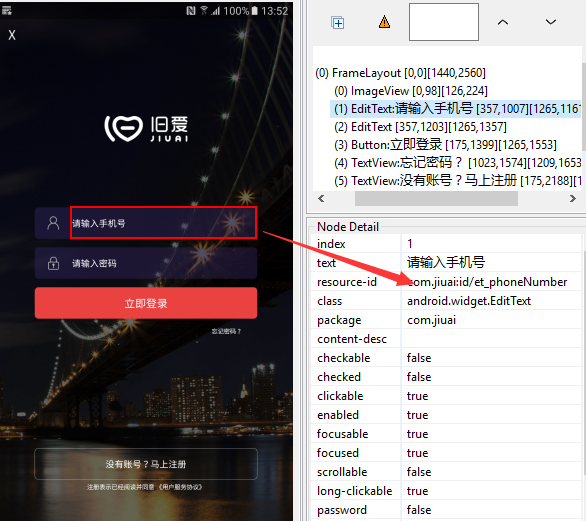 13:52
X
旧爱
JIUAI
请输入手机号
请输入密码
立即登录
忘记密码？
没有账号？马上注册
注册表示已经阅读并同意 《用户服务协议》
(0) FrameLayout [0,0][1440,2560]
(0) ImageView [0,98][126,224]
(1) EditText:请输入手机号 [357,1007][1265,1161
(2) EditText [357,1203][1265,1357]
(3) Button:立即登录 [175,1399][1265,1553]
(4) TextView:忘记密码？ [1023,1574][1209,1653
(5) TextView:没有账号？马上注册 [175,2188][1
Node Detail
index 1
text 请输入手机号
resource-id com.jiuai:id/et_phoneNumber
class android.widget.EditText
package com.jiuai
content-desc
checkable false
checked false
clickable true
enabled true
focusable true
focused true
scrollable false
long-clickable true
password false